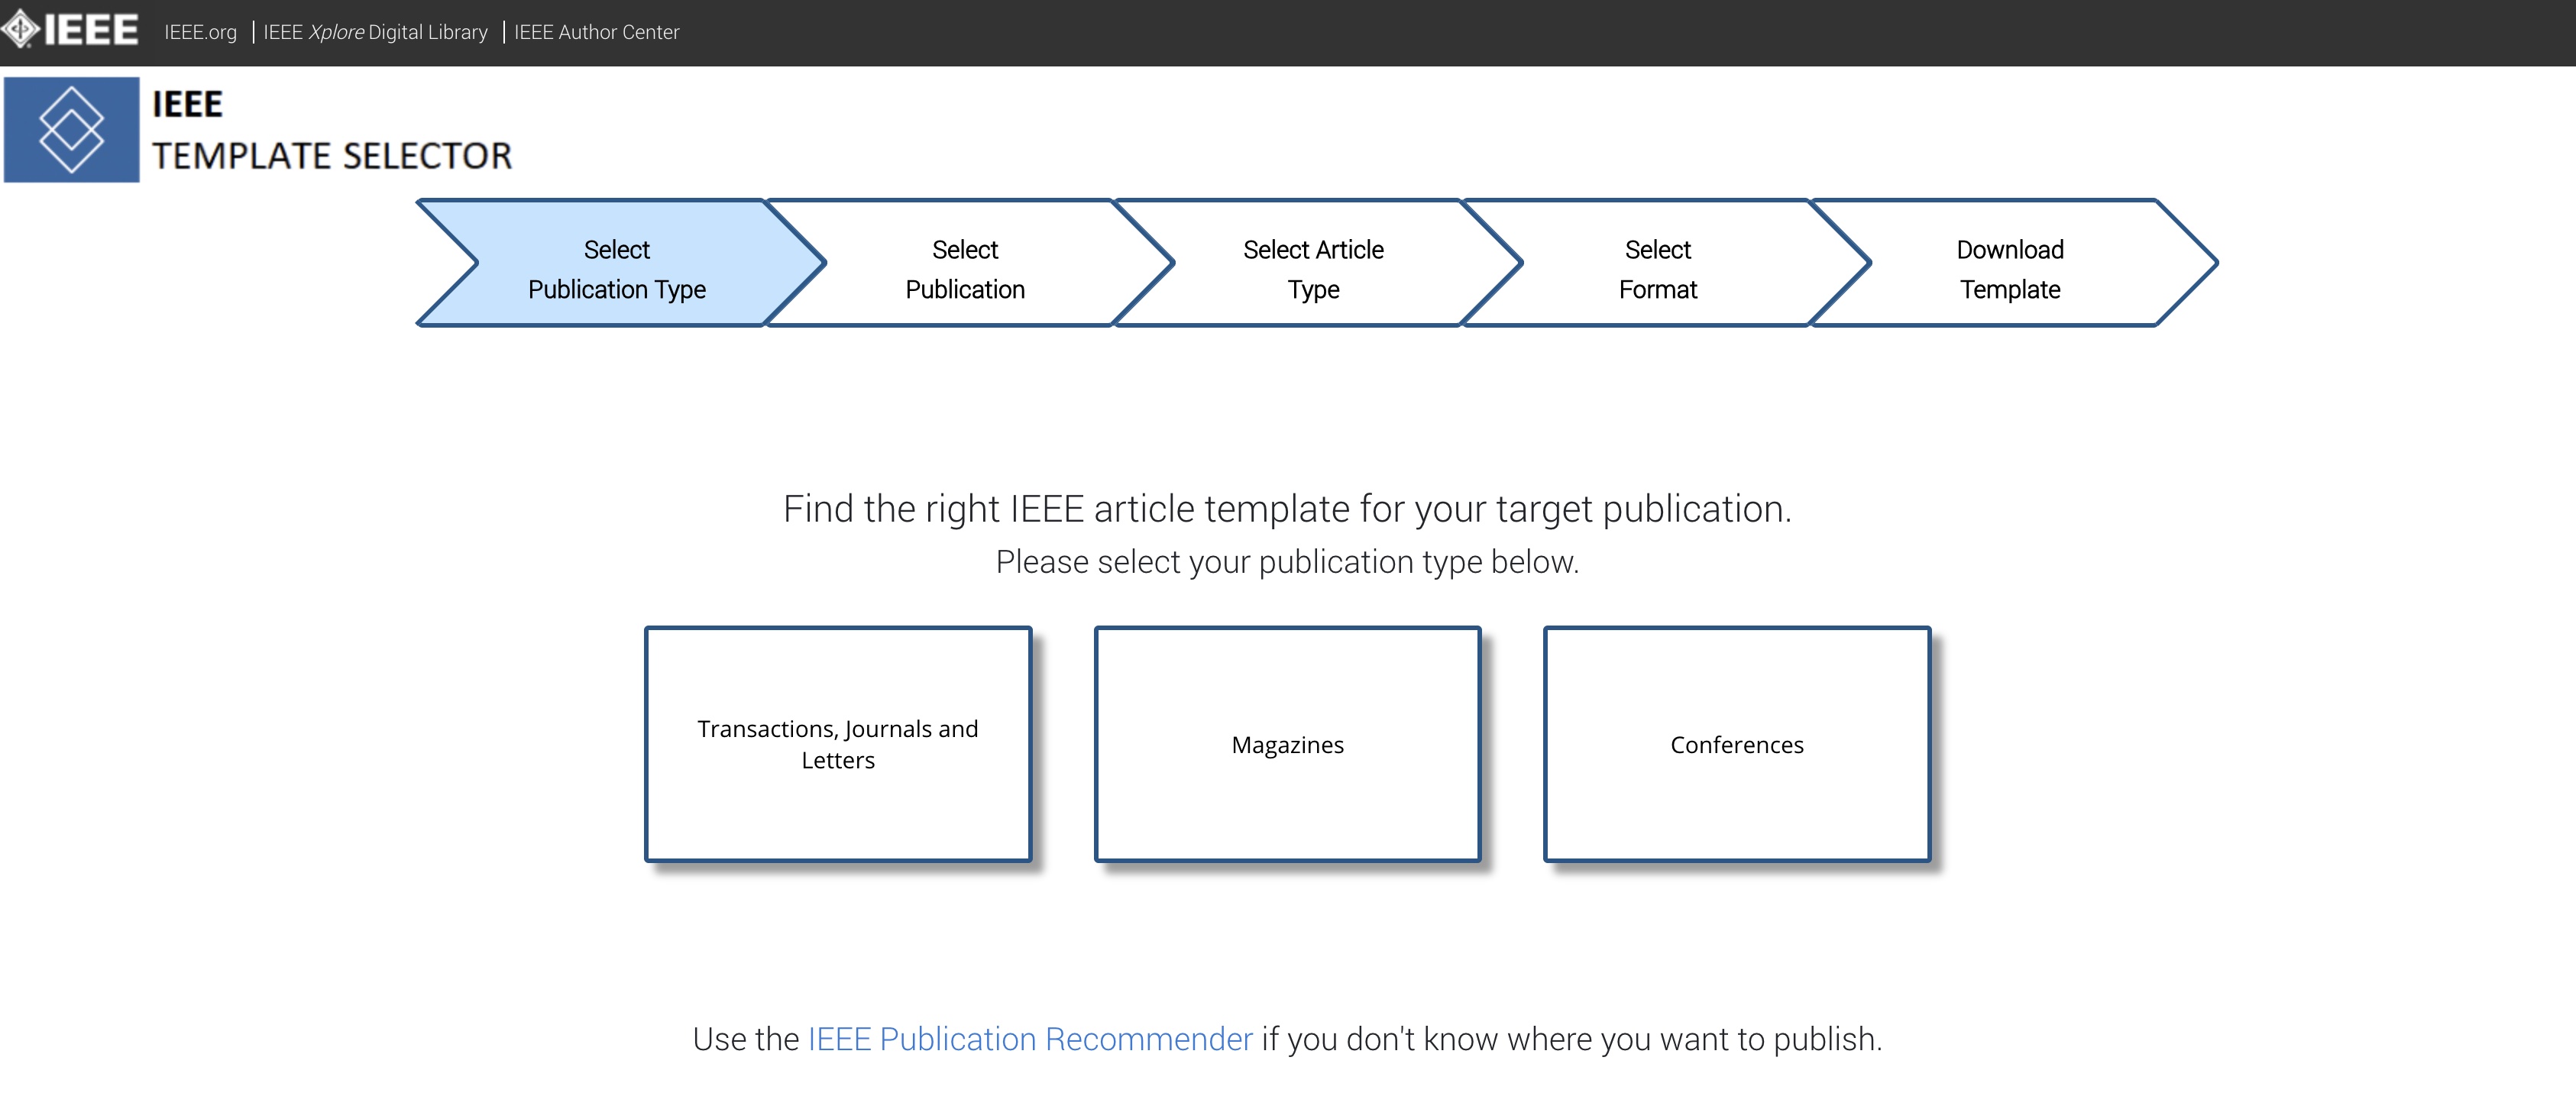 IEEE IEEE.org IEEE Xplore Digital Library IEEE Author Center
IEEE
TEMPLATE SELECTOR
Select
Publication Type
Select
Publication
Select Article
Type
Select
Format
Download
Template
Find the right IEEE article template for your target publication.
Please select your publication type below.
Transactions, Journals and
Letters
Magazines
Conferences
Use the IEEE Publication Recommender if you don't know where you want to publish.